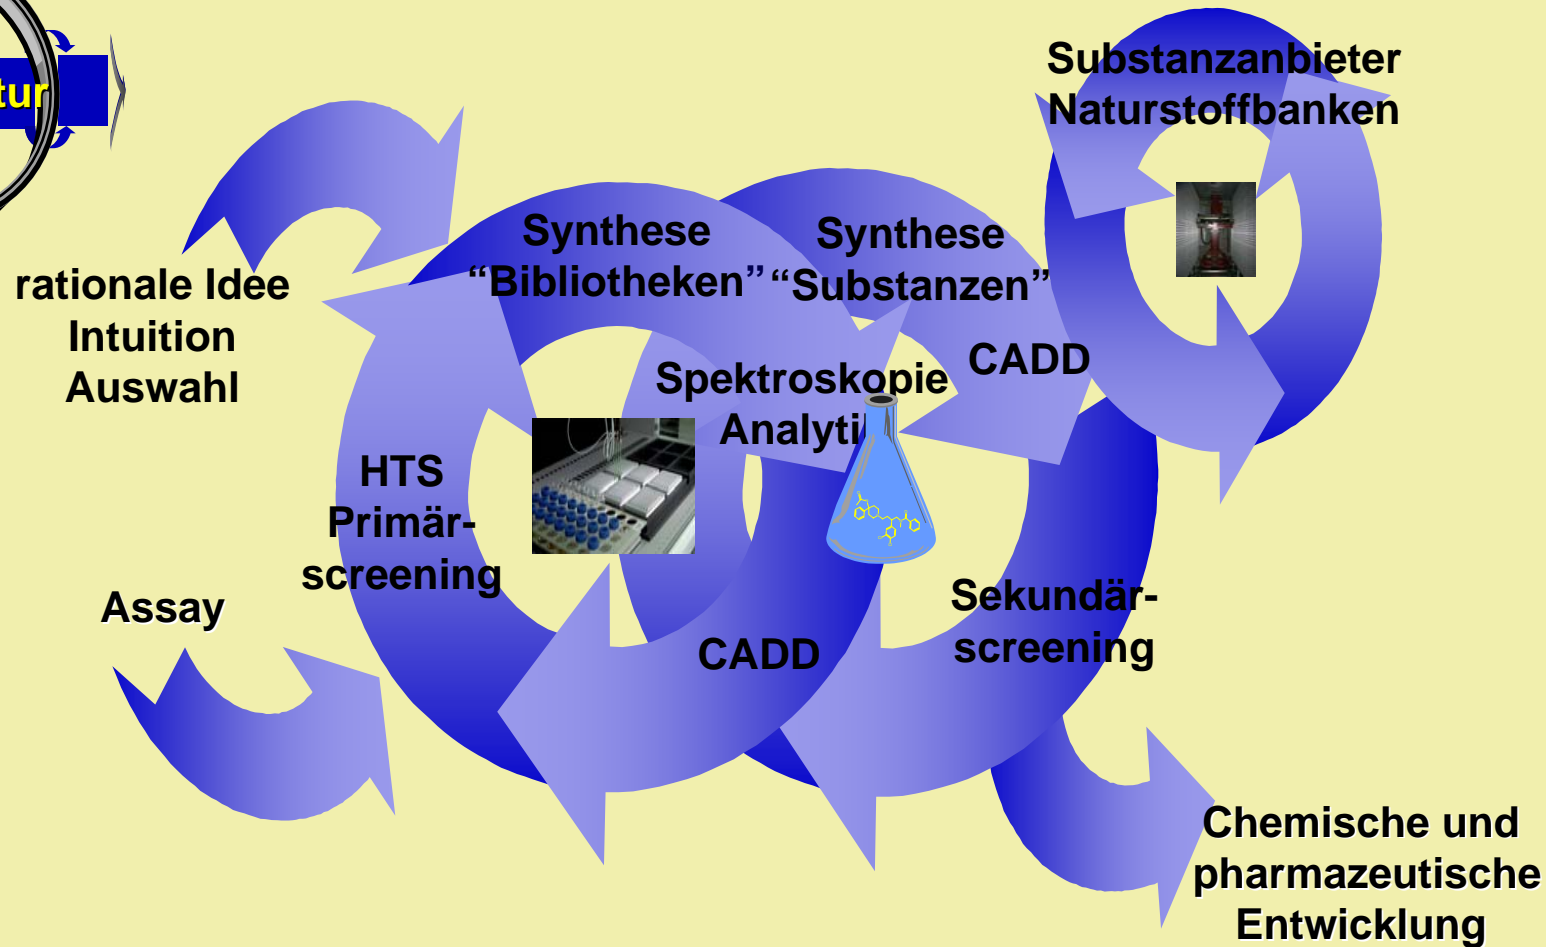 tur
Substanzanbieter
Naturstoffbanken
Synthese
“Bibliotheken”
Synthese
“Substanzen”
rationale Idee
Intuition
Auswahl
CADD
Spektroskopie
HTS
Primär-
screening
Assay
Sekundär-
screening
CADD
Chemische und
pharmazeutische
Entwicklung